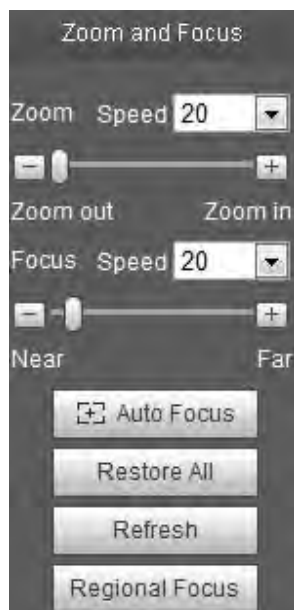 Zoom and Focus
Zoom Speed 20
Zoom out Zoom in
Focus Speed 20
Near Far
Auto Focus
Restore All
Refresh
Regional Focus